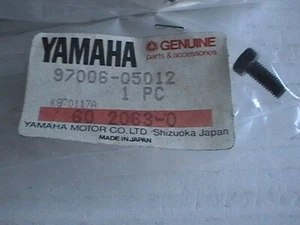 YAMAHA
GENUINE
parts & accessories
97006-05012
1 PC
60 2063-0
YAMAHA MOTOR CO.LTD. Shizuoka Japan
MADE IN JAPAN